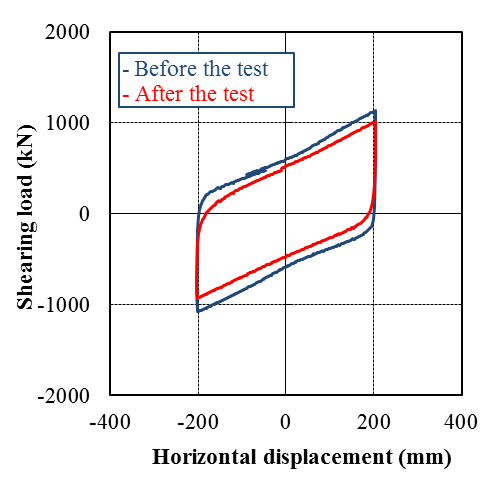 2000
- Before the test
- After the test
1000
0
-1000
-2000
Shearing load (kN)
-400 -200 0 200 400
Horizontal displacement (mm)